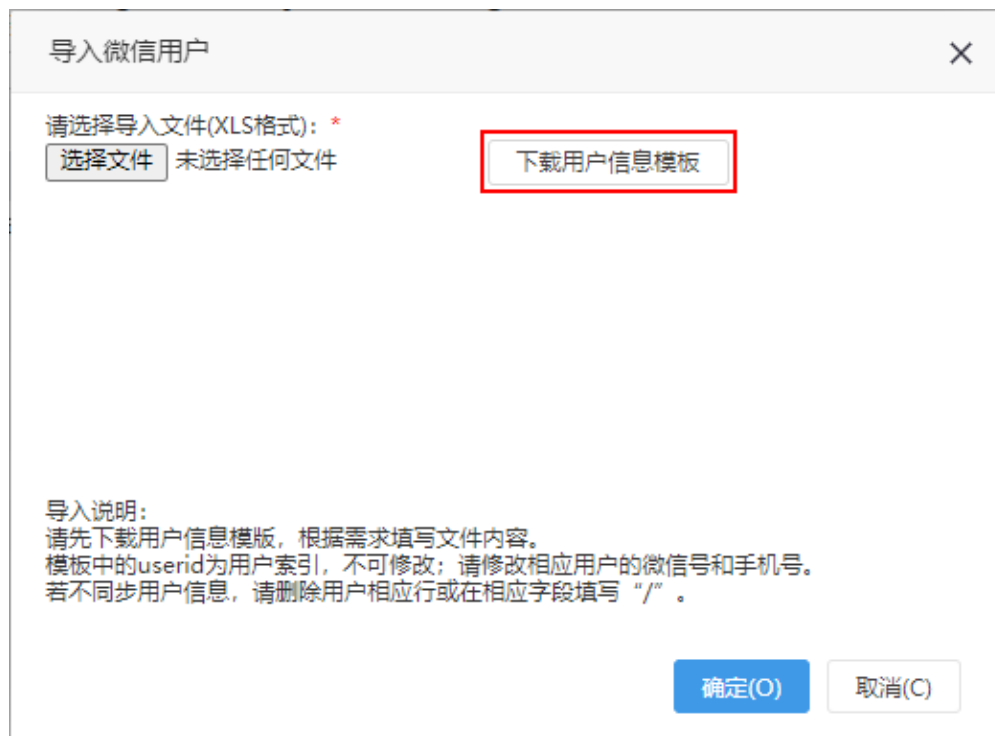 导入微信用户
请选择导入文件(XLS格式)：*
选择文件 未选择任何文件 下载用户信息模板
导入说明：
请先下载用户信息模版，根据需求填写文件内容。
模板中的userid为用户索引，不可修改；请修改相应用户的微信号和手机号。
若不同步用户信息，请删除用户相应行或在相应字段填写“/”。
确定(O) 取消(C)